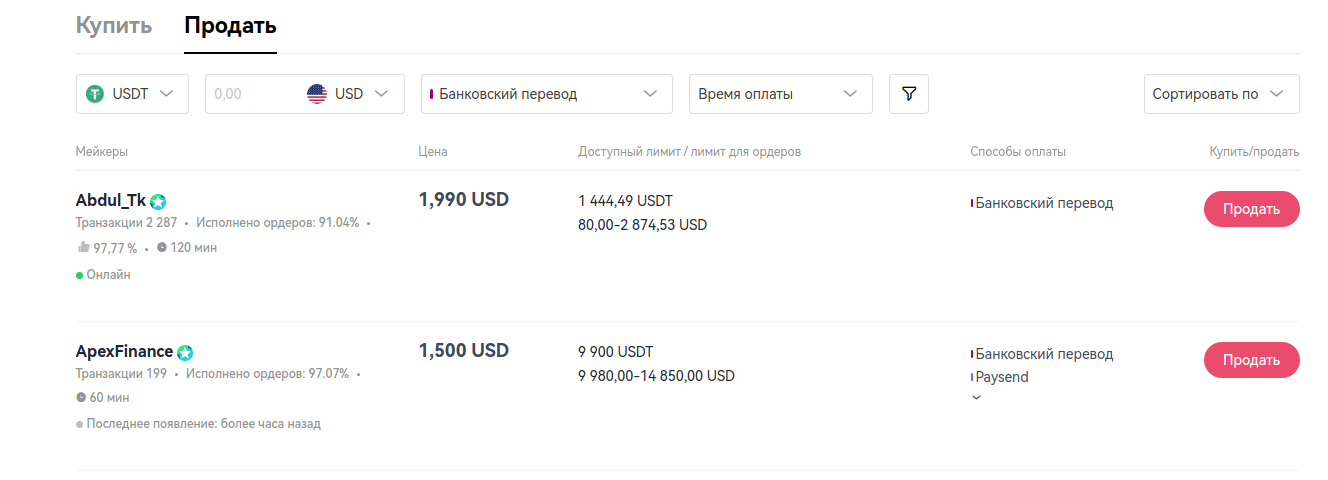 Купить Продать
USDT 0,00 USD Банковский перевод Время оплаты Сортировать по
Мейкеры Цена Доступный лимит / лимит для ордеров Способы оплаты Купить/продать
Abdul_Tk 1,990 USD 1 444,49 USDT Банковский перевод Продать
Транзакции 2 287 • Исполнено ордеров: 91.04% • 80,00-2 874,53 USD
97,77 % • 120 мин
Онлайн
ApexFinance 1,500 USD 9 900 USDT Банковский перевод Продать
Транзакции 199 • Исполнено ордеров: 97.07% • 9 980,00-14 850,00 USD Paysend
60 мин
Последнее появление: более часа назад